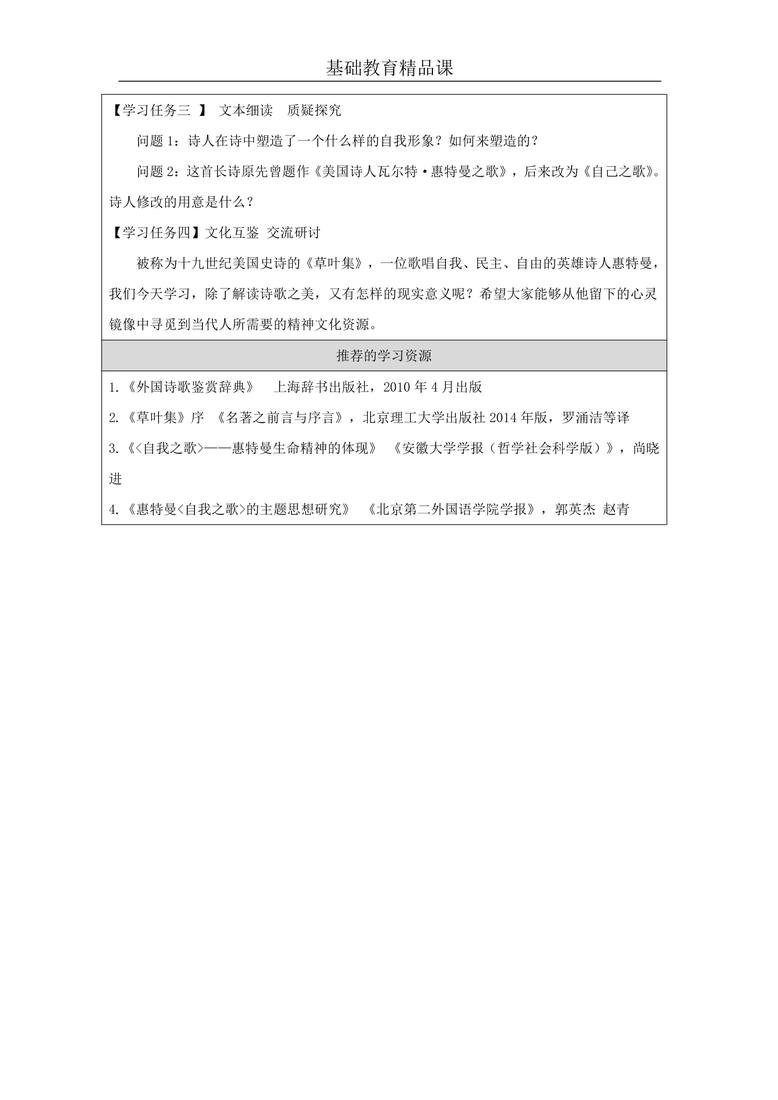 基础教育精品课
【学习任务三 】 文本细读  质疑探究
问题 1：诗人在诗中塑造了一个什么样的自我形象？如何来塑造的？
问题 2：这首长诗原先曾题作《美国诗人瓦尔特·惠特曼之歌》，后来改为《自己之歌》。
诗人修改的用意是什么？
【学习任务四】文化互鉴 交流研讨
被称为十九世纪美国史诗的《草叶集》，一位歌唱自我、民主、自由的英雄诗人惠特曼，
我们今天学习，除了解读诗歌之美，又有怎样的现实意义呢？希望大家能够从他留下的心灵
镜像中寻觅到当代人所需要的精神文化资源。
推荐的学习资源
1.《外国诗歌鉴赏辞典》  上海辞书出版社，2010 年 4 月出版
2.《草叶集》序 《名著之前言与序言》，北京理工大学出版社 2014 年版，罗涌洁等译
3.《<自我之歌>——惠特曼生命精神的体现》 《安徽大学学报（哲学社会科学版）》，尚晓
进
4.《惠特曼<自我之歌>的主题思想研究》 《北京第二外国语学院学报》，郭英杰 赵青